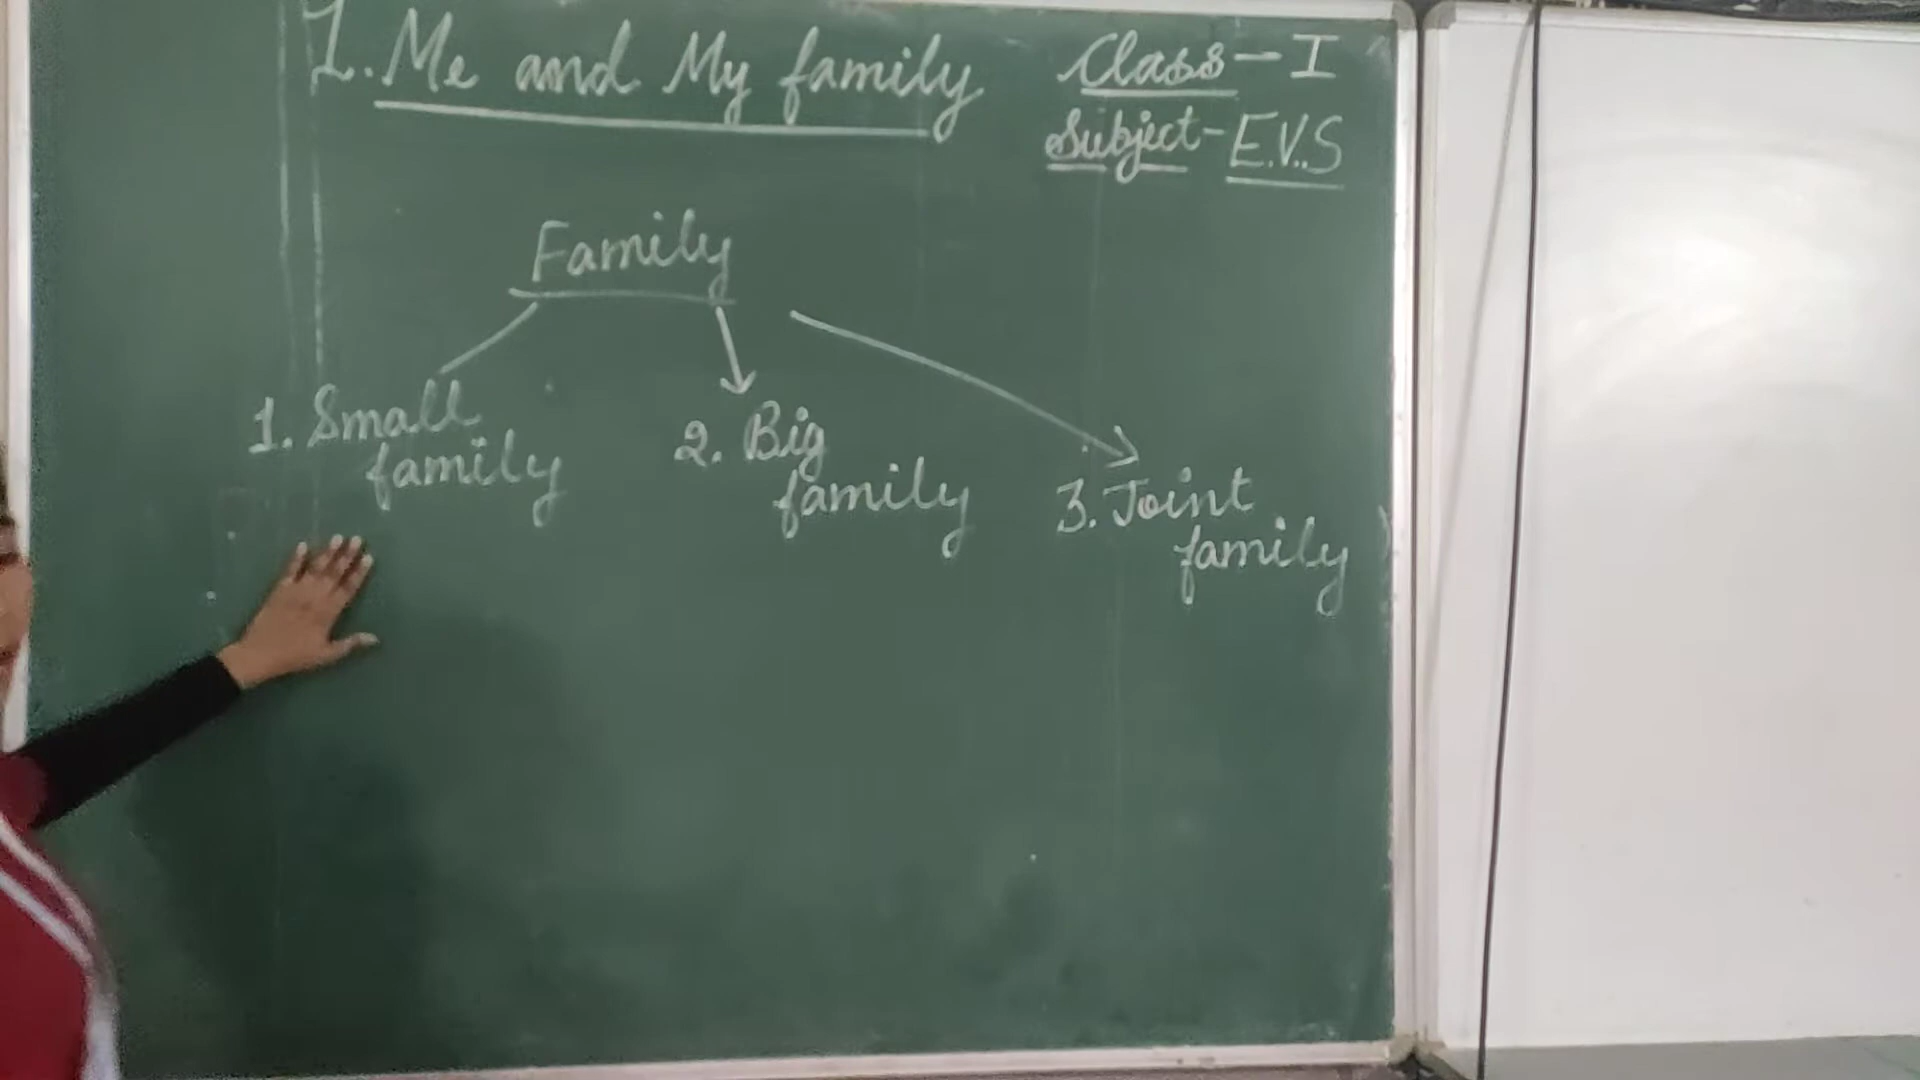 1. Me and My family
Class - I
Subject - E.V.S
Family
1. Small
family
2. Big
family
3. Joint
family